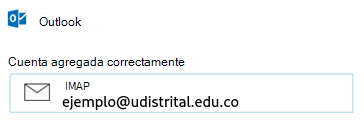 Outlook
Cuenta agregada correctamente
IMAP
ejemplo@udistrital.edu.co